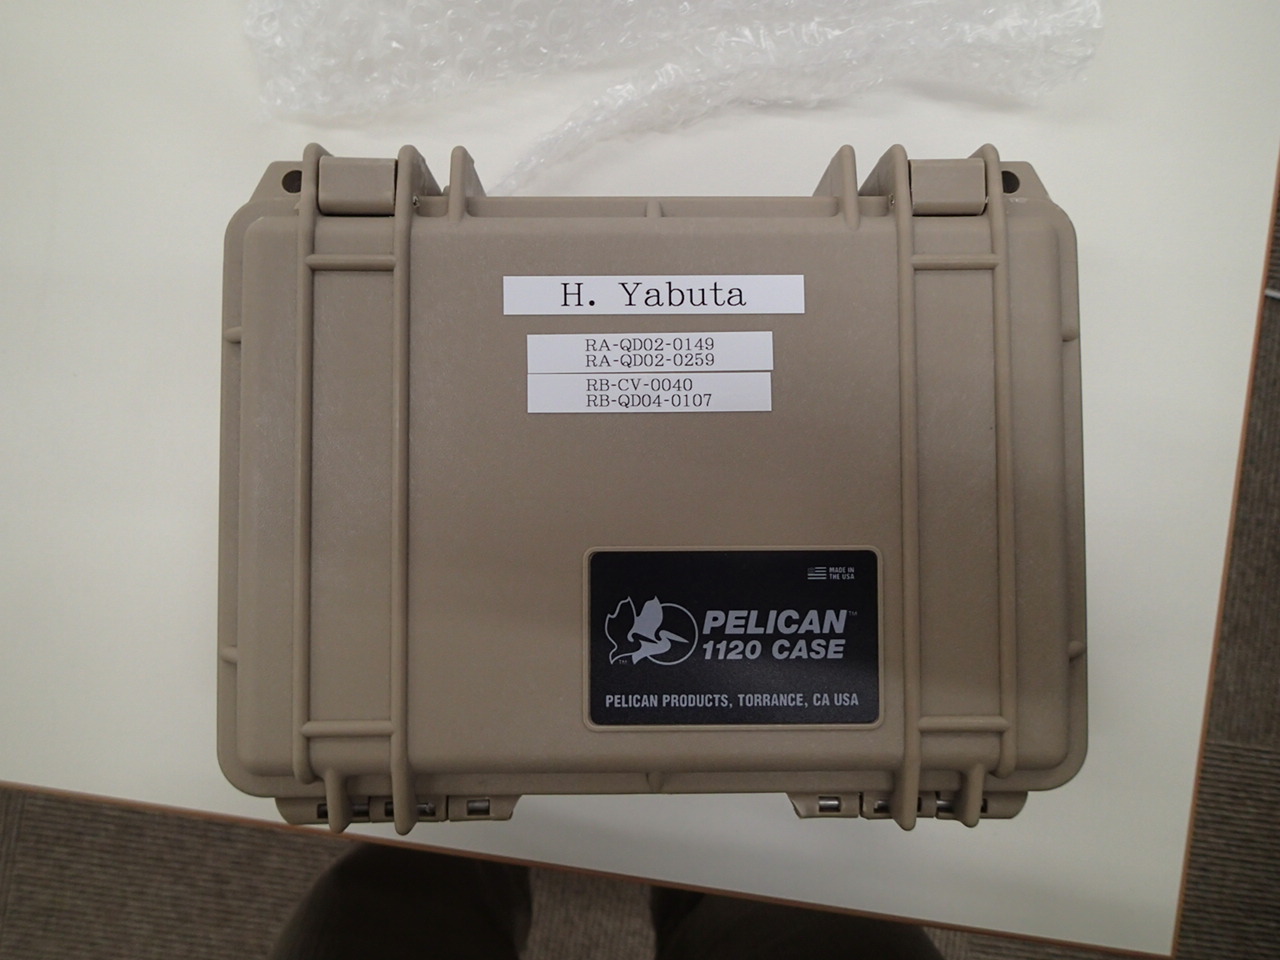 H. Yabuta
RA-QD02-0149
RA-QD02-0259
RB-CV-0040
RB-QD04-0107
MADE IN
THE USA
PELICAN™
1120 CASE
TM
PELICAN PRODUCTS, TORRANCE, CA USA